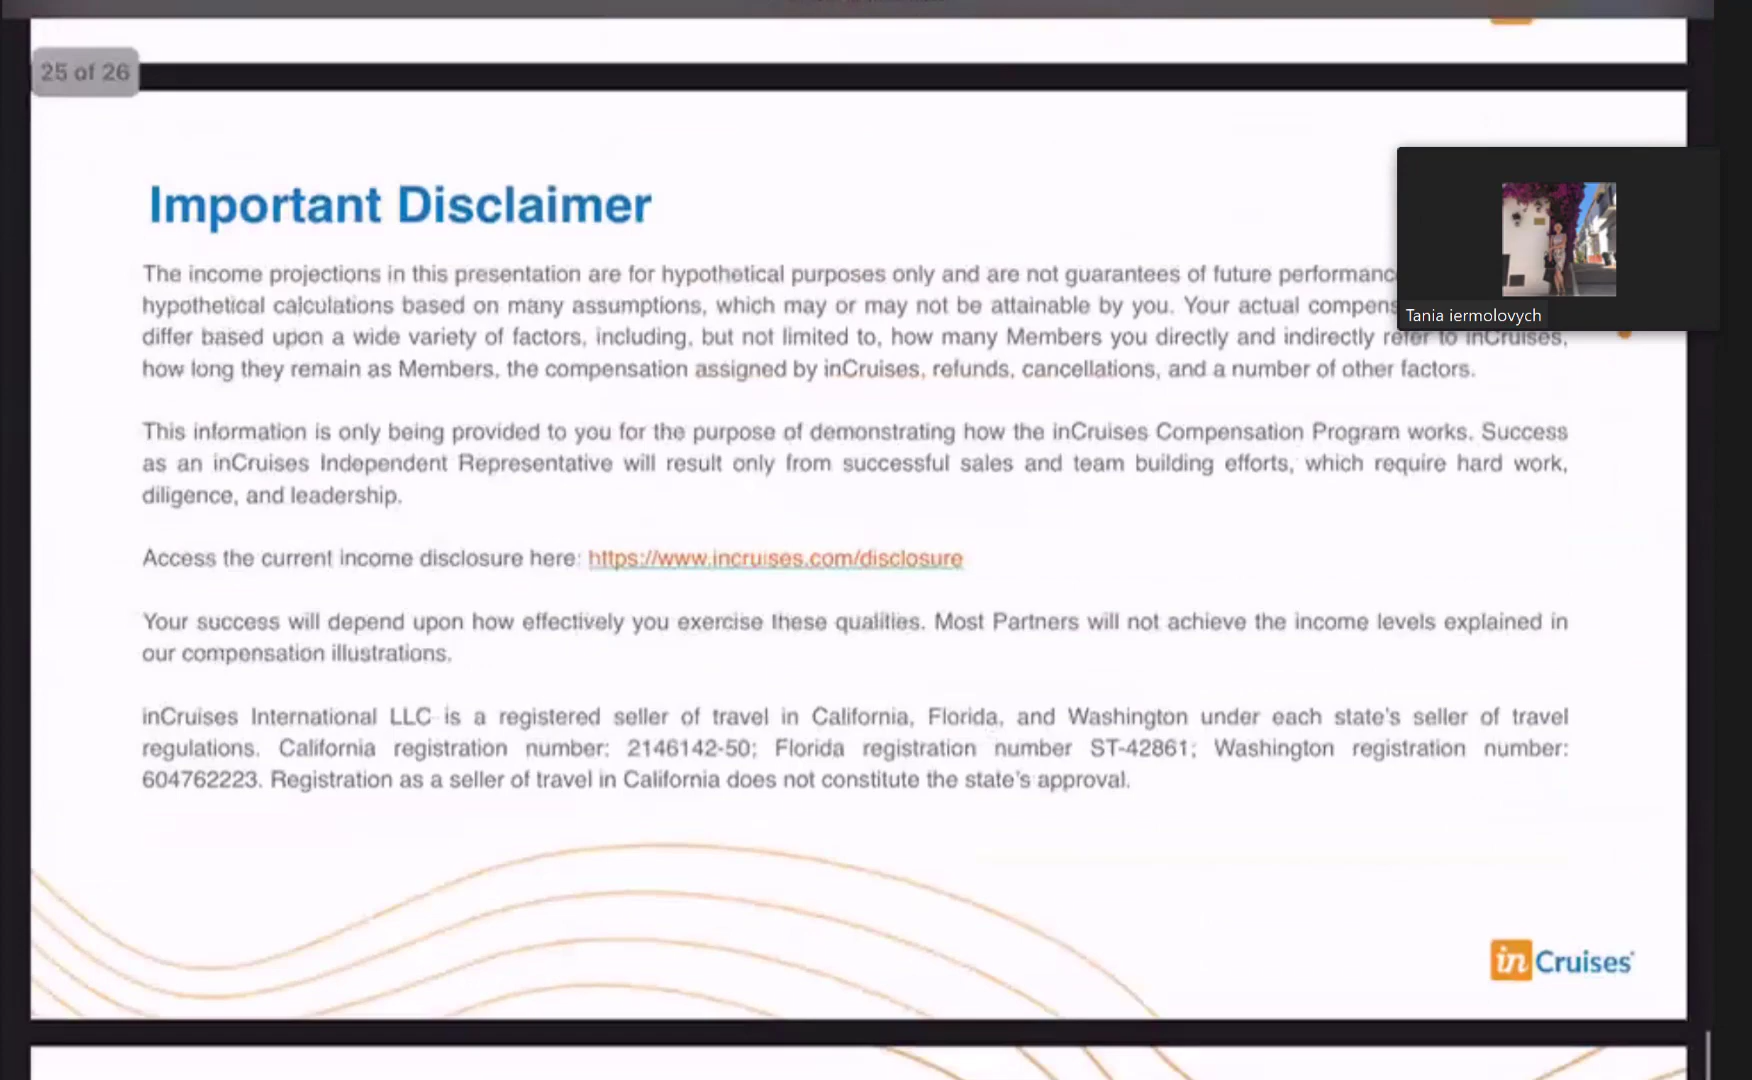 25 of 26
Important Disclaimer
The income projections in this presentation are for hypothetical purposes only and are not guarantees of future performanc
hypothetical calculations based on many assumptions, which may or may not be attainable by you. Your actual compens
differ based upon a wide variety of factors, including, but not limited to, how many Members you directly and indirectly refer to inCruises,
how long they remain as Members, the compensation assigned by inCruises, refunds, cancellations, and a number of other factors.
This information is only being provided to you for the purpose of demonstrating how the inCruises Compensation Program works. Success
as an inCruises Independent Representative will result only from successful sales and team building efforts, which require hard work,
diligence, and leadership.
Access the current income disclosure here: https://www.incruises.com/disclosure
Your success will depend upon how effectively you exercise these qualities. Most Partners will not achieve the income levels explained in
our compensation illustrations.
inCruises International LLC is a registered seller of travel in California, Florida, and Washington under each state's seller of travel
regulations. California registration number: 2146142-50; Florida registration number ST-42861; Washington registration number:
604762223. Registration as a seller of travel in California does not constitute the state's approval.
Tania iermolovych
inCruises